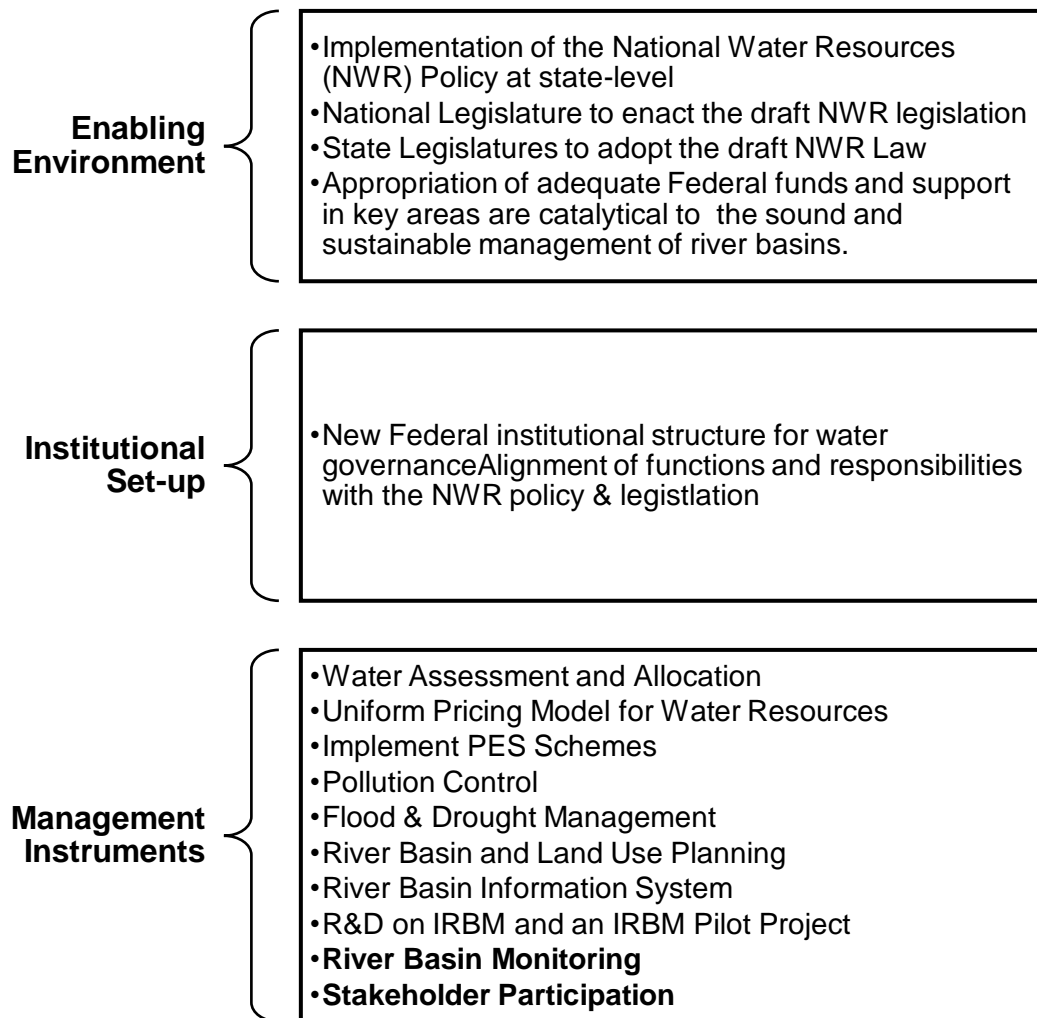 Enabling
Environment
•Implementation of the National Water Resources
(NWR) Policy at state-level
•National Legislature to enact the draft NWR legislation
•State Legislatures to adopt the draft NWR Law
•Appropriation of adequate Federal funds and support
in key areas are catalytical to  the sound and
sustainable management of river basins.
Institutional
Set-up
•New Federal institutional structure for water
governanceAlignment of functions and responsibilities
with the NWR policy & legistlation
Management
Instruments
•Water Assessment and Allocation
•Uniform Pricing Model for Water Resources
•Implement PES Schemes
•Pollution Control
•Flood & Drought Management
•River Basin and Land Use Planning
•River Basin Information System
•R&D on IRBM and an IRBM Pilot Project
•River Basin Monitoring
•Stakeholder Participation